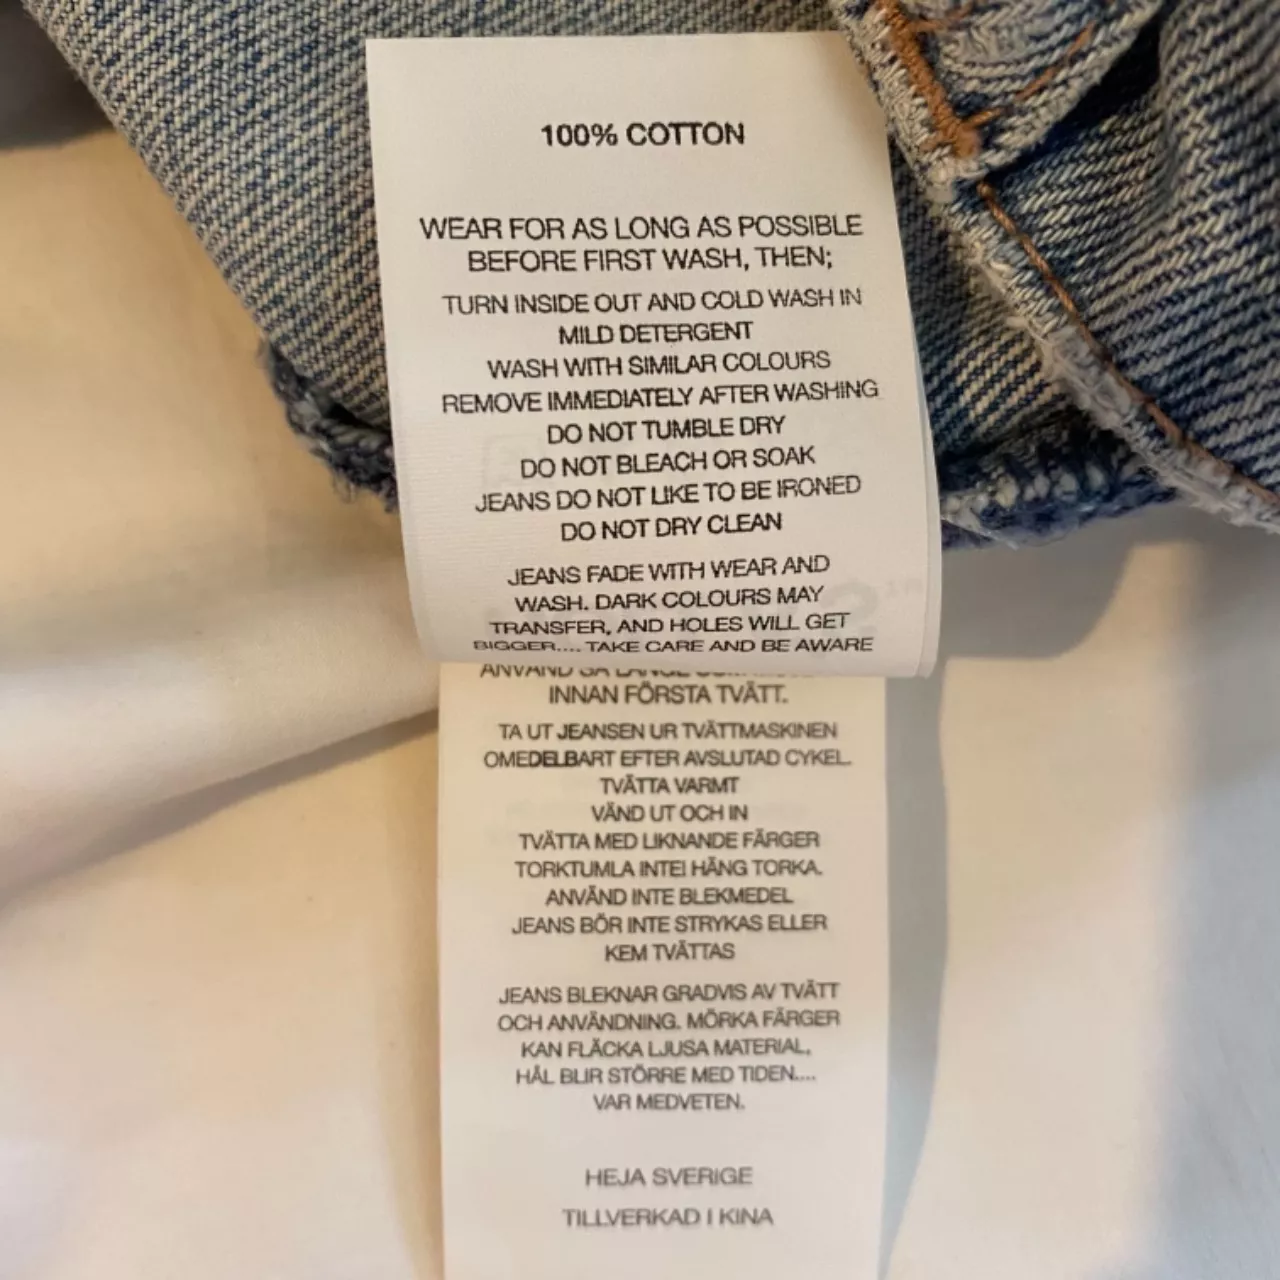 100% COTTON
WEAR FOR AS LONG AS POSSIBLE
BEFORE FIRST WASH, THEN;
TURN INSIDE OUT AND COLD WASH IN
MILD DETERGENT
WASH WITH SIMILAR COLOURS
REMOVE IMMEDIATELY AFTER WASHING
DO NOT TUMBLE DRY
DO NOT BLEACH OR SOAK
JEANS DO NOT LIKE TO BE IRONED
DO NOT DRY CLEAN
JEANS FADE WITH WEAR AND
WASH. DARK COLOURS MAY
TRANSFER, AND HOLES WILL GET
BIGGER.... TAKE CARE AND BE AWARE
ANVÄND SÅ LÄNGE
INNAN FÖRSTA TVÄTT.
TA UT JEANSEN UR TVÄTTMASKINEN
OMEDELBART EFTER AVSLUTAD CYKEL.
TVÄTTA VARMT
VÄND UT OCH IN
TVÄTTA MED LIKNANDE FÄRGER
TORKTUMLA INTE! HÄNG TORKA.
ANVÄND INTE BLEKMEDEL
JEANS BÖR INTE STRYKAS ELLER
KEM TVÄTTAS
JEANS BLEKNAR GRADVIS AV TVÄTT
OCH ANVÄNDNING. MÖRKA FÄRGER
KAN FLÄCKA LJUSA MATERIAL,
HÅL BLIR STÖRRE MED TIDEN....
VAR MEDVETEN.
HEJA SVERIGE
TILLVERKAD I KINA